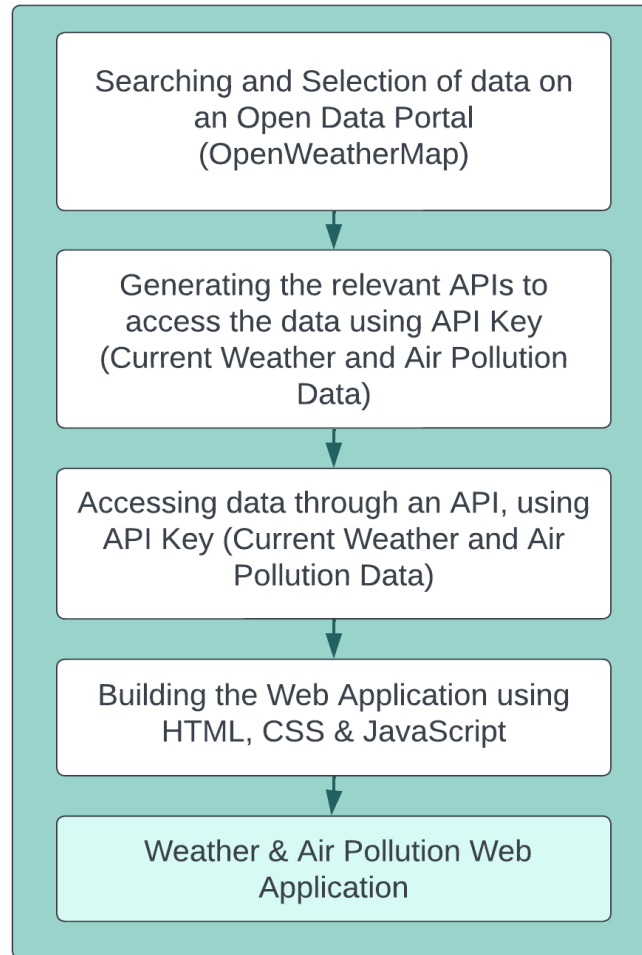 Searching and Selection of data on
an Open Data Portal
(OpenWeatherMap)
Generating the relevant APIs to
access the data using API Key
(Current Weather and Air Pollution
Data)
Accessing data through an API, using
API Key (Current Weather and Air
Pollution Data)
Building the Web Application using
HTML, CSS & JavaScript
Weather & Air Pollution Web
Application